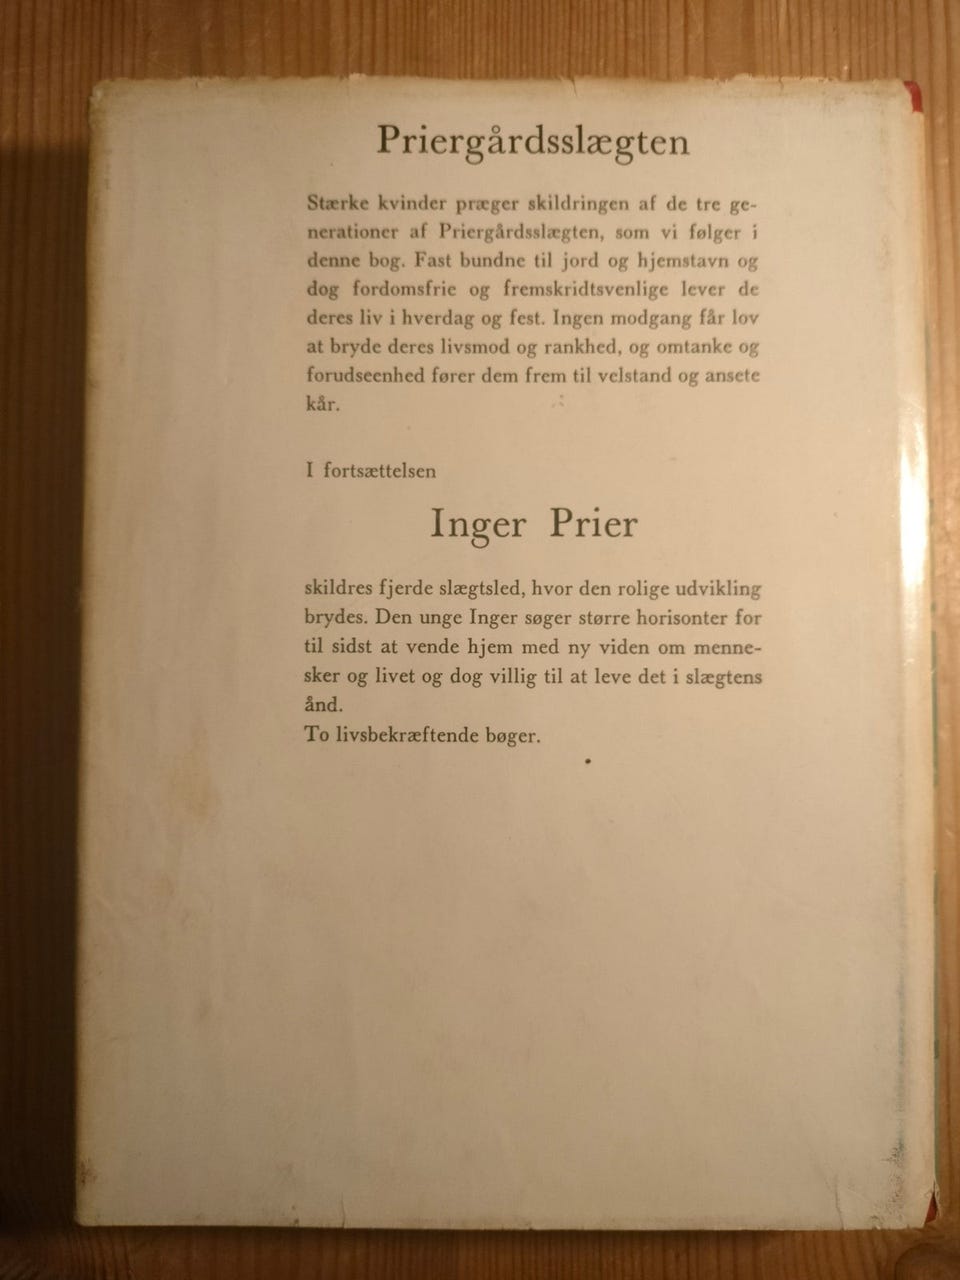 Priergårdsslægten
Stærke kvinder præger skildringen af de tre ge-
nerationer af Priergårdsslægten, som vi følger i
denne bog. Fast bundne til jord og hjemstavn og
dog fordomsfrie og fremskridtsvenlige lever de
deres liv i hverdag og fest. Ingen modgang får lov
at bryde deres livsmod og rankhed, og omtanke og
forudseenhed fører dem frem til velstand og ansete
kår.
I fortsættelsen
Inger Prier
skildres fjerde slægtsled, hvor den rolige udvikling
brydes. Den unge Inger søger større horisonter for
til sidst at vende hjem med ny viden om menne-
sker og livet og dog villig til at leve det i slægtens
ånd.
To livsbekræftende bøger.